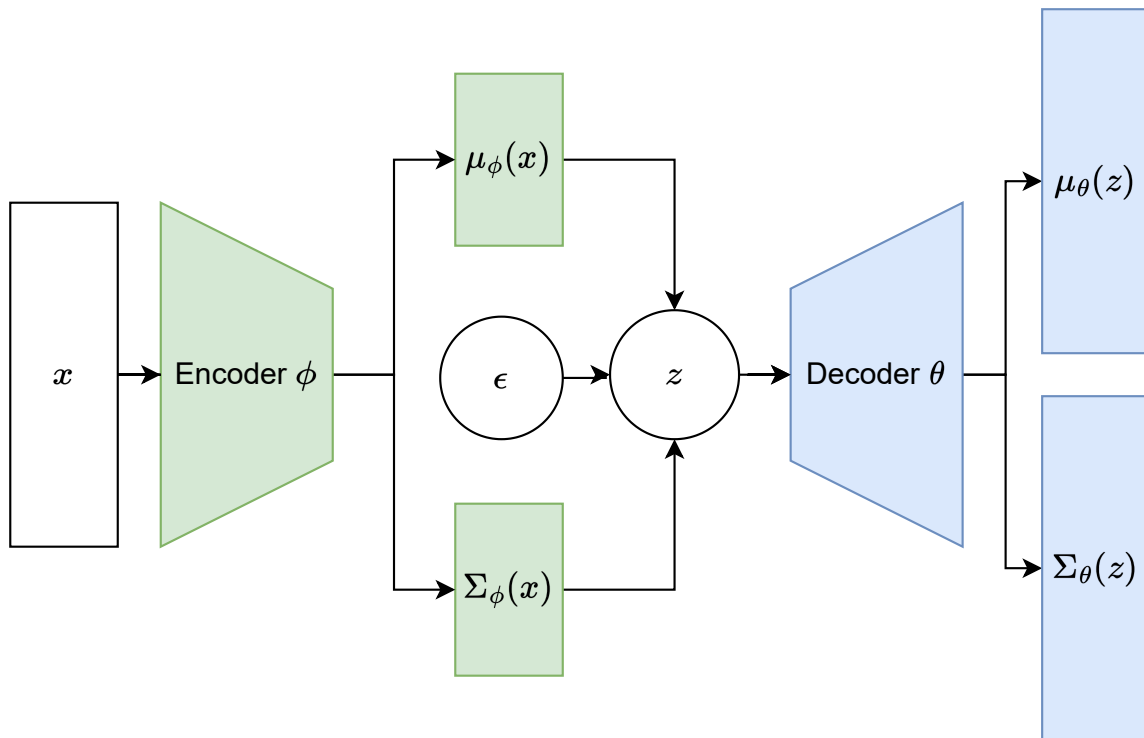 x
Encoder ϕ
μ_ϕ(x)
ϵ
Σ_ϕ(x)
z
Decoder θ
μ_θ(z)
Σ_θ(z)